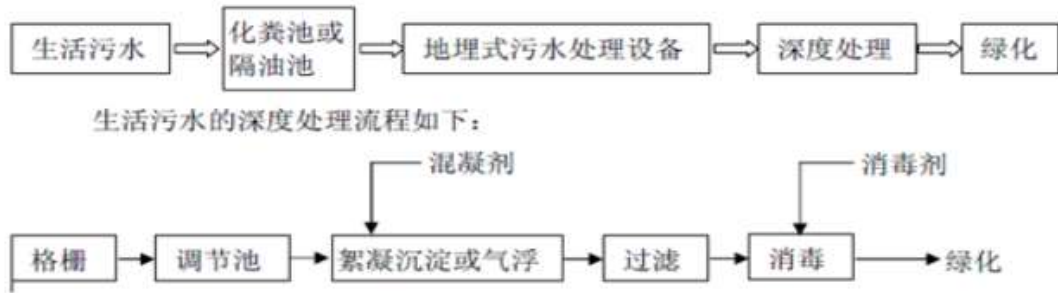 生活污水 化粪池或隔油池 地埋式污水处理设备 深度处理 绿化
生活污水的深度处理流程如下：
混凝剂 消毒剂
格栅 调节池 絮凝沉淀或气浮 过滤 消毒 绿化